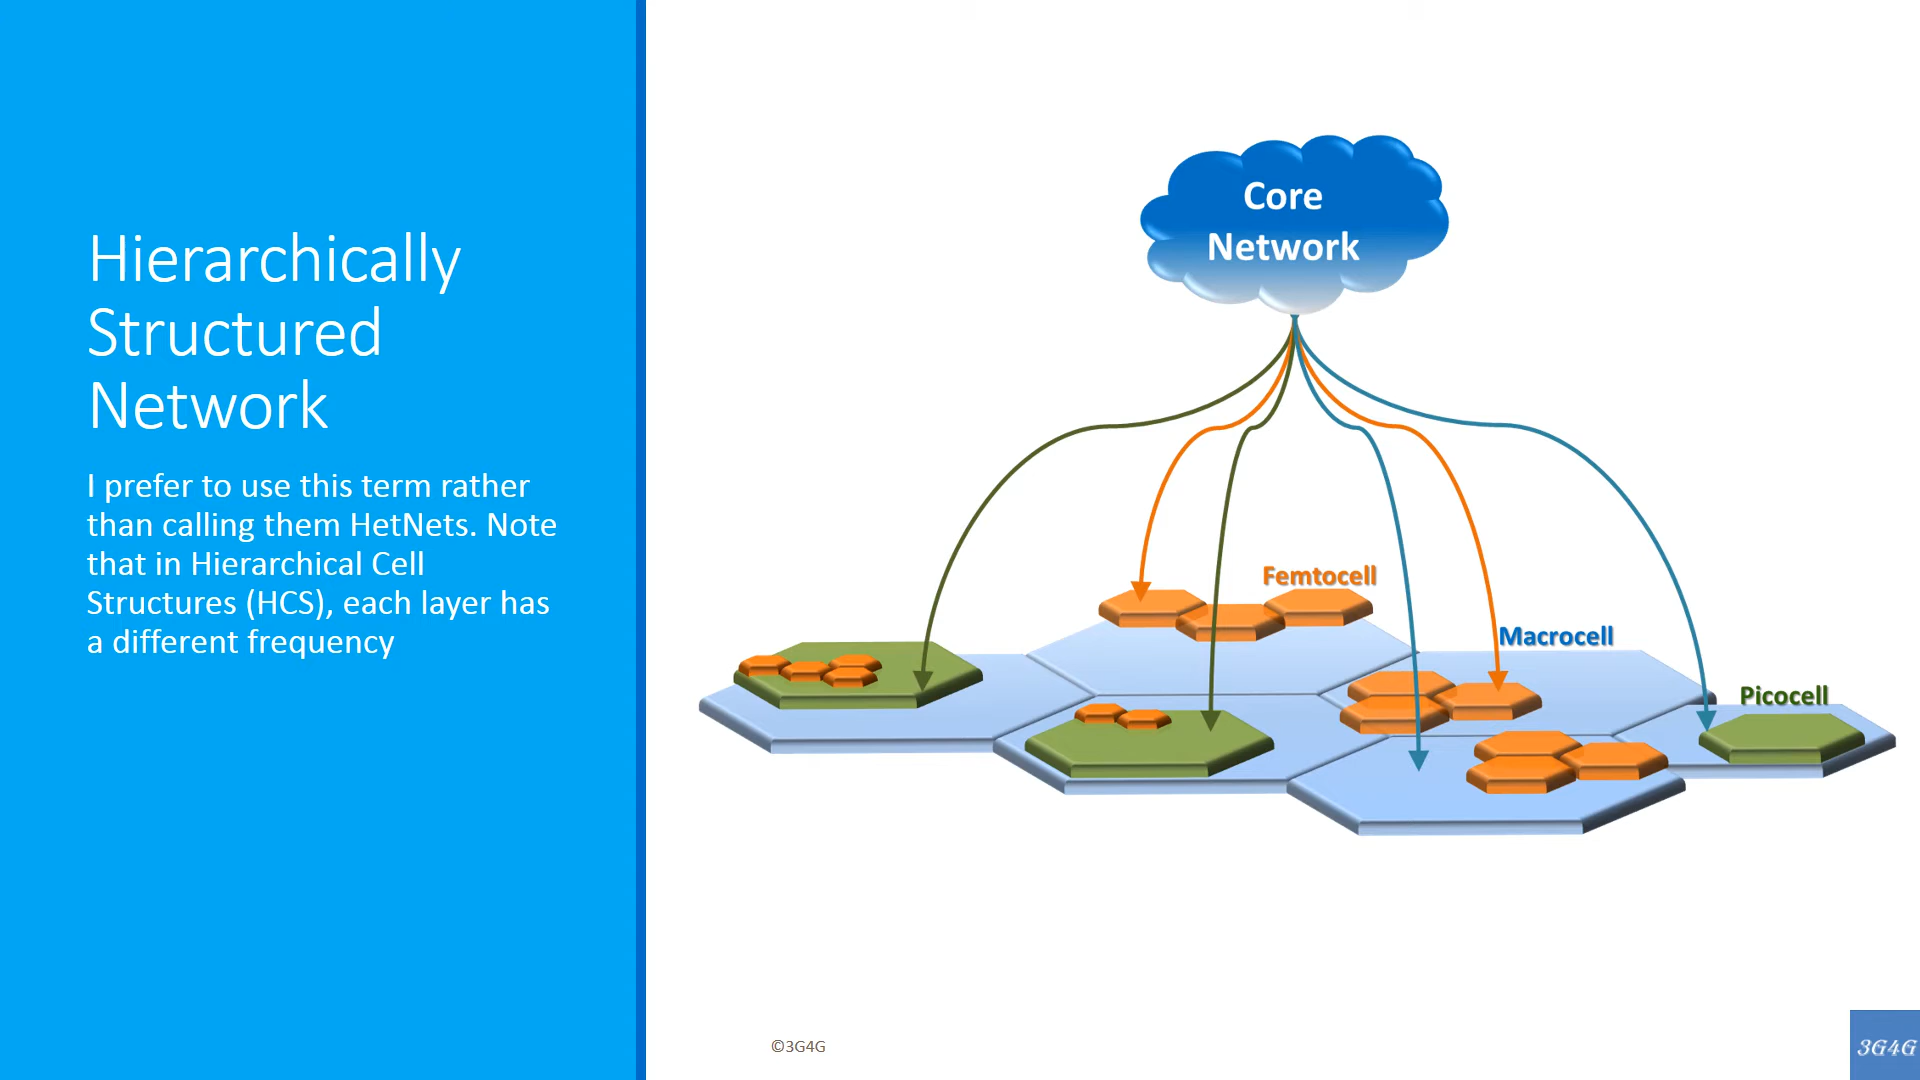 Hierarchically
Structured
Network
I prefer to use this term rather
than calling them HetNets. Note
that in Hierarchical Cell
Structures (HCS), each layer has
a different frequency
Core
Network
Femtocell
Macrocell
Picocell
©3G4G
3G4G